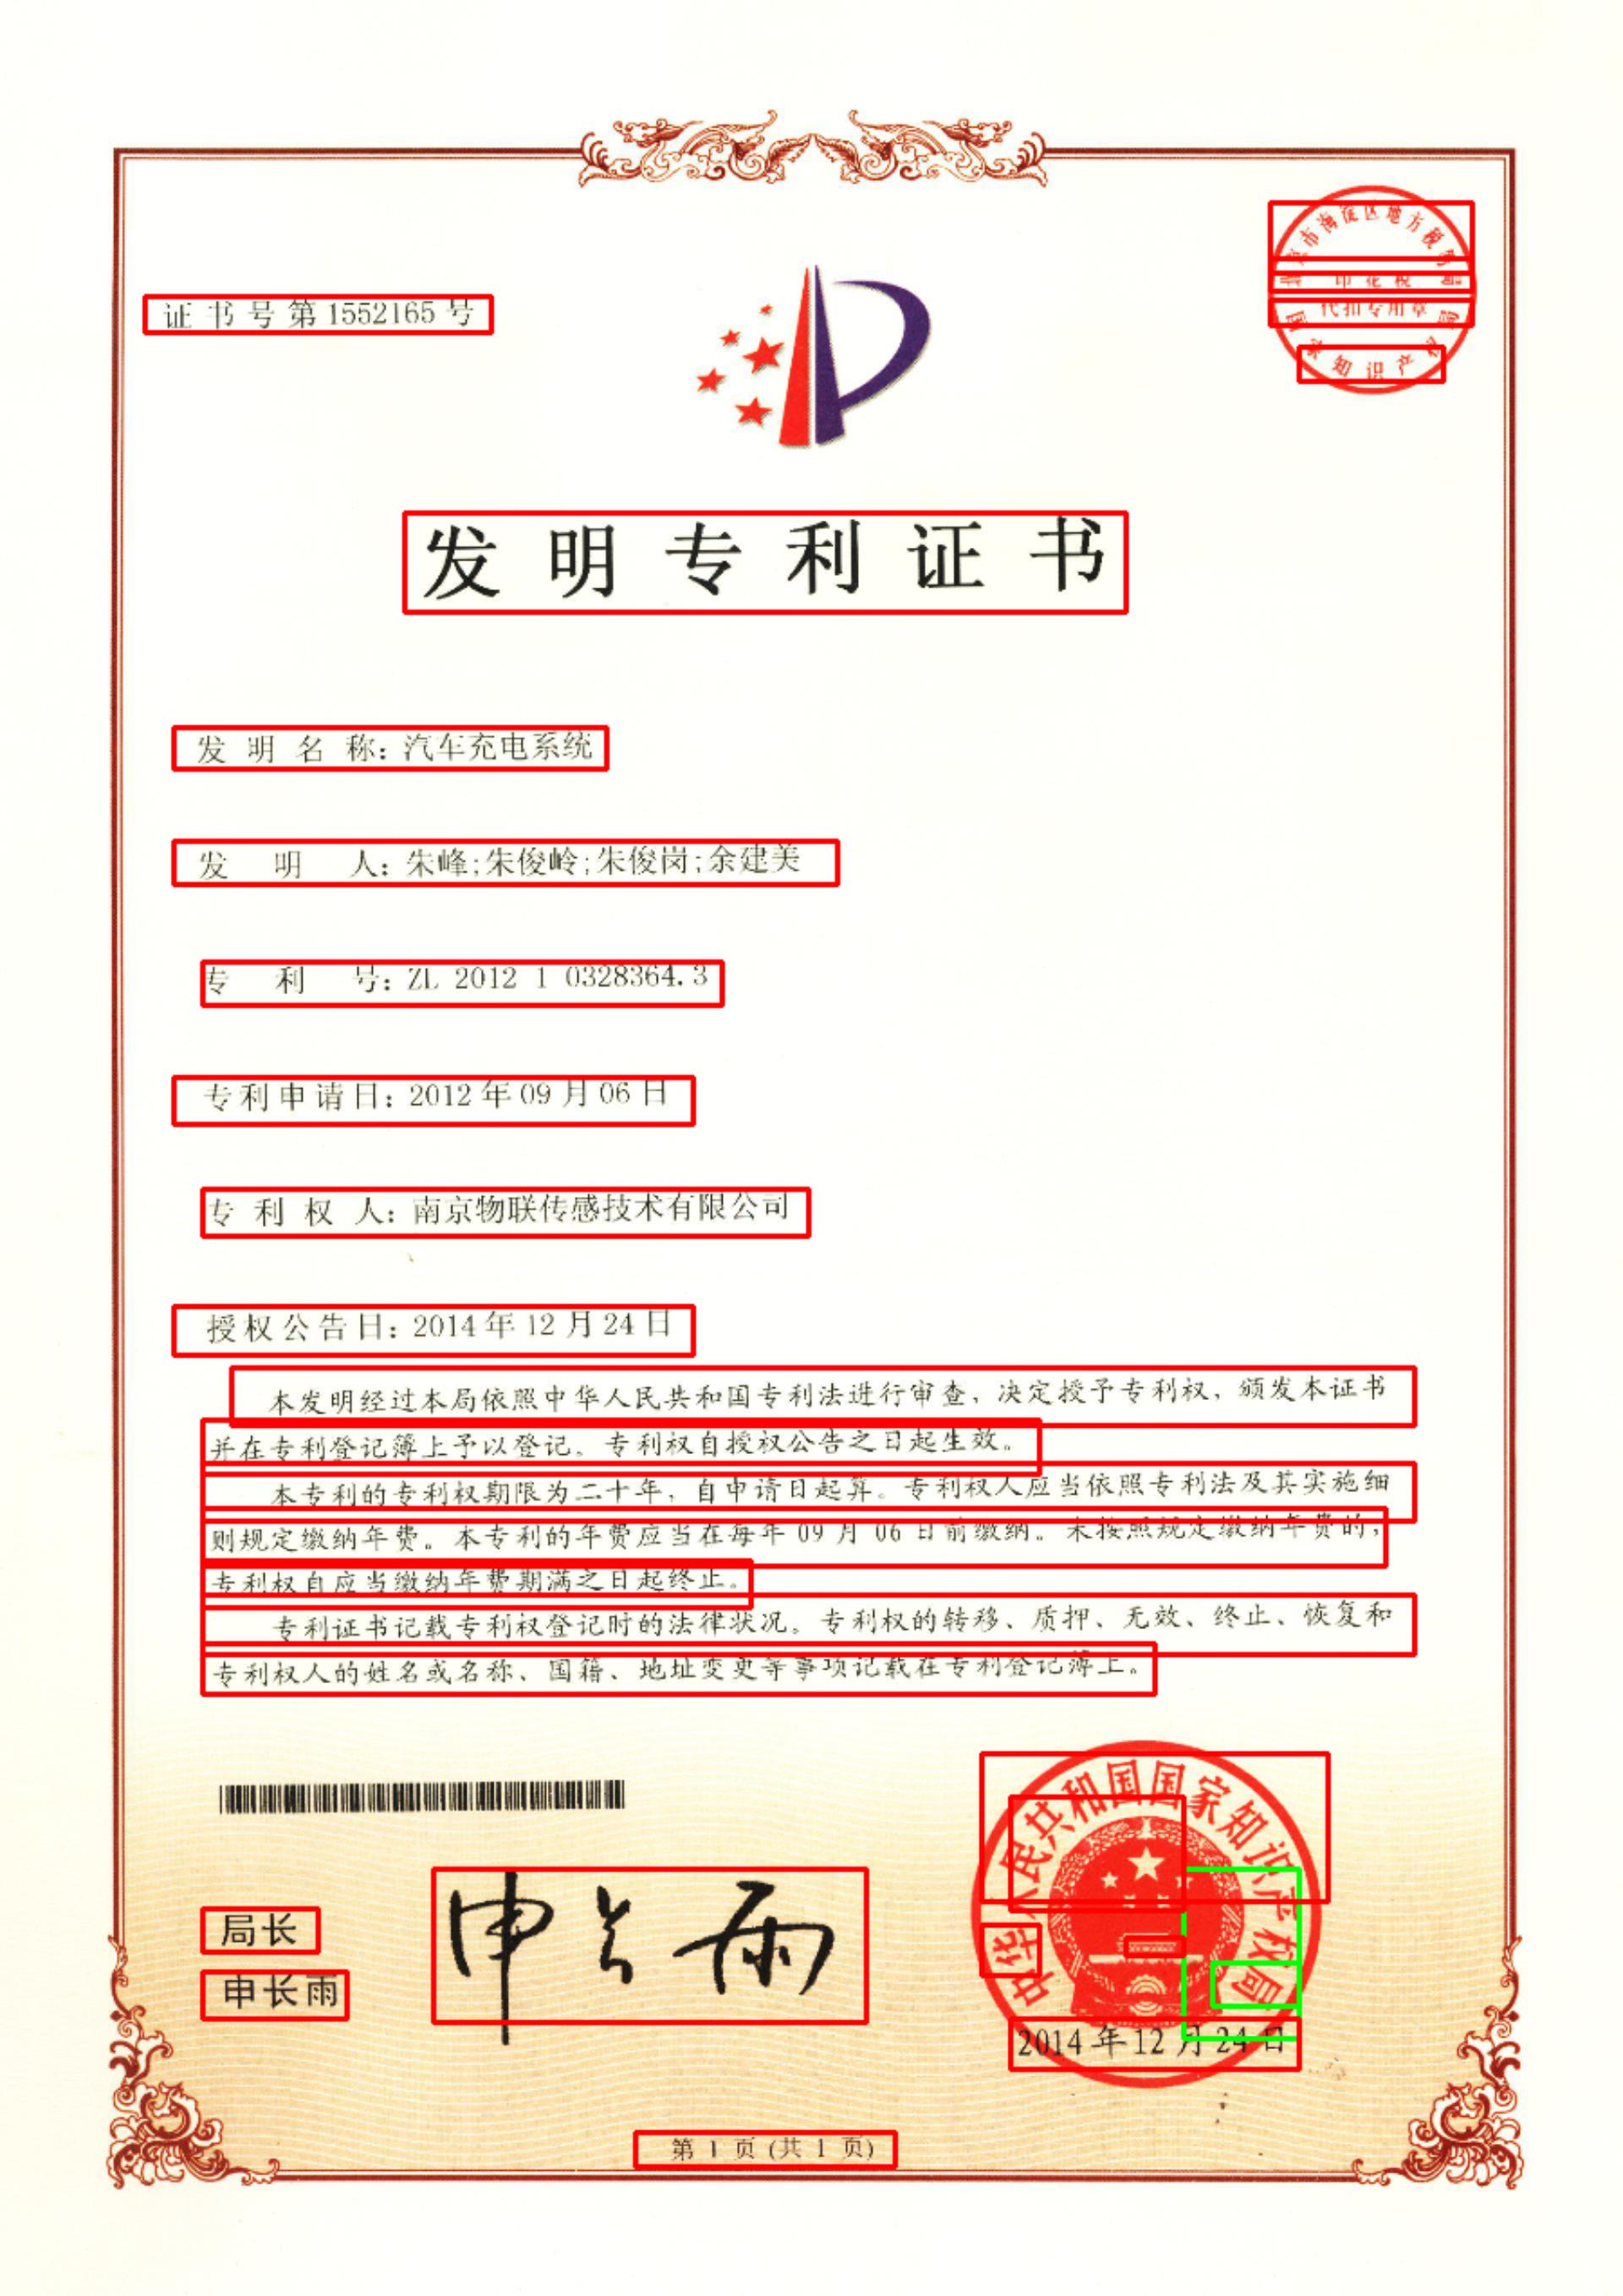 证书号第1552165号
北京市海淀区地方税务局
印花税
代扣专用章
国家知识产权局
发明专利证书
发明名称：汽车充电系统
发明人：朱峰;朱俊岭;朱俊岗;余建美
专利号：ZL 2012 1 0328364.3
专利申请日：2012年09月06日
专利权人：南京物联传感技术有限公司
授权公告日：2014年12月24日
本发明经过本局依照中华人民共和国专利法进行审查，决定授予专利权，颁发本证书
并在专利登记簿上予以登记。专利权自授权公告之日起生效。
本专利的专利权期限为二十年，自申请日起算。专利权人应当依照专利法及其实施细
则规定缴纳年费。本专利的年费应当在每年09月06日前缴纳。未按照规定缴纳年费的，
专利权自应当缴纳年费期满之日起终止。
专利证书记载专利权登记时的法律状况。专利权的转移、质押、无效、终止、恢复和
专利权人的姓名或名称、国籍、地址变更等事项记载在专利登记簿上。
中华人民共和国国家知识产权局
局长
申长雨
申长雨
2014年12月24日
第1页(共1页)